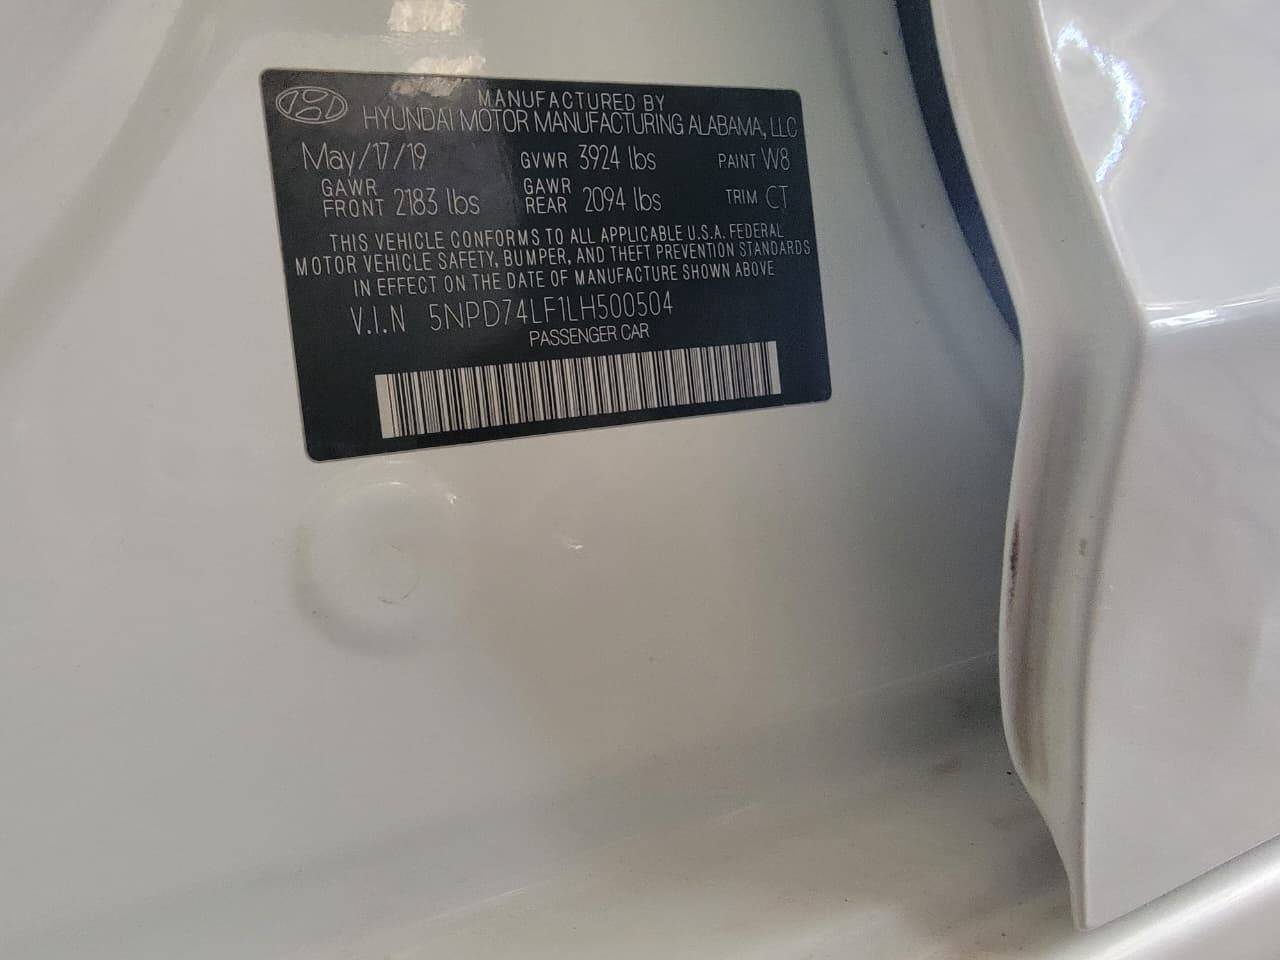 MANUFACTURED BY
HYUNDAI MOTOR MANUFACTURING ALABAMA, LLC
May/17/19 GVWR 3924 lbs PAINT W8
GAWR FRONT 2183 lbs GAWR REAR 2094 lbs TRIM CT
THIS VEHICLE CONFORMS TO ALL APPLICABLE U.S.A. FEDERAL
MOTOR VEHICLE SAFETY, BUMPER, AND THEFT PREVENTION STANDARDS
IN EFFECT ON THE DATE OF MANUFACTURE SHOWN ABOVE
V.I.N 5NPD74LF1LH500504
PASSENGER CAR